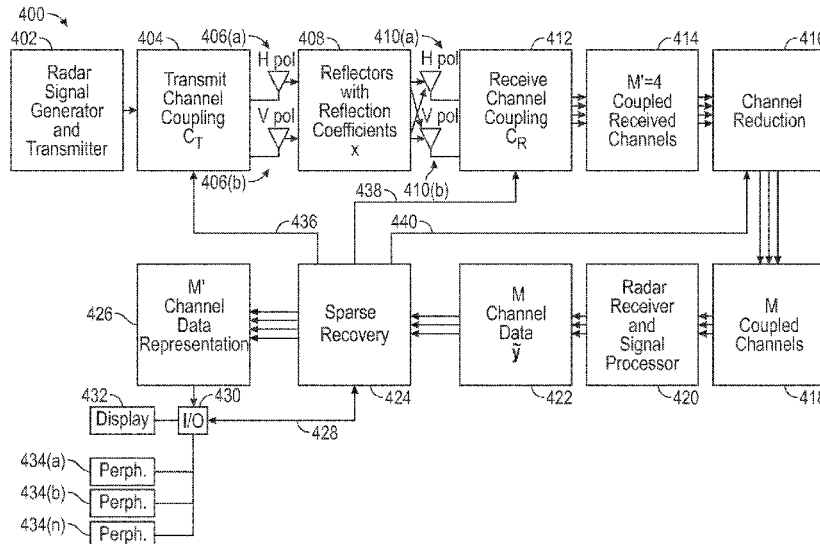 400
402
404
406(a)
408
410(a)
412
414
416
Radar
Signal
Generator
and
Transmitter
Transmit
Channel
Coupling
C_T
H pol
V pol
Reflectors
with
Reflection
Coefficients
x
H pol
V pol
Receive
Channel
Coupling
C_R
M'=4
Coupled
Received
Channels
Channel
Reduction
406(b)
410(b)
438
436
440
426
M'
Channel
Data
Representation
Sparse
Recovery
M
Channel
Data
ỹ
Radar
Receiver
and
Signal
Processor
M
Coupled
Channels
432
430
424
422
420
418
Display
I/O
428
434(a)
Perph.
434(b)
Perph.
434(n)
Perph.